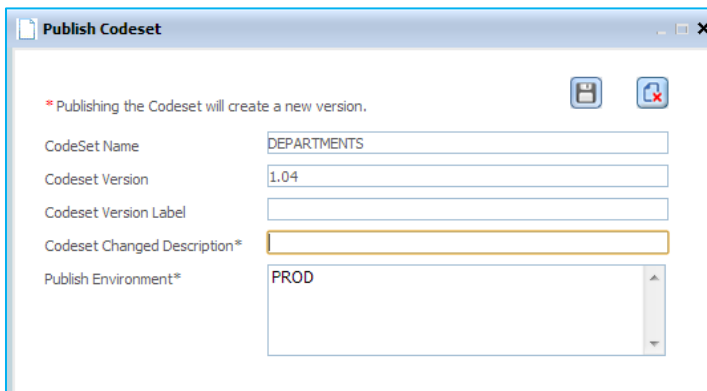 Publish Codeset
* Publishing the Codeset will create a new version.
CodeSet Name DEPARTMENTS
Codeset Version 1.04
Codeset Version Label
Codeset Changed Description*
Publish Environment* PROD